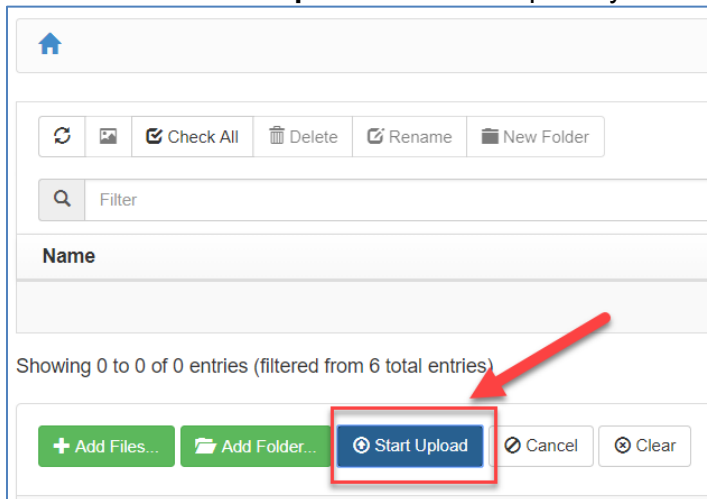 Check All Delete Rename New Folder
Filter
Name
Showing 0 to 0 of 0 entries (filtered from 6 total entries)
+ Add Files... Add Folder... Start Upload Cancel Clear